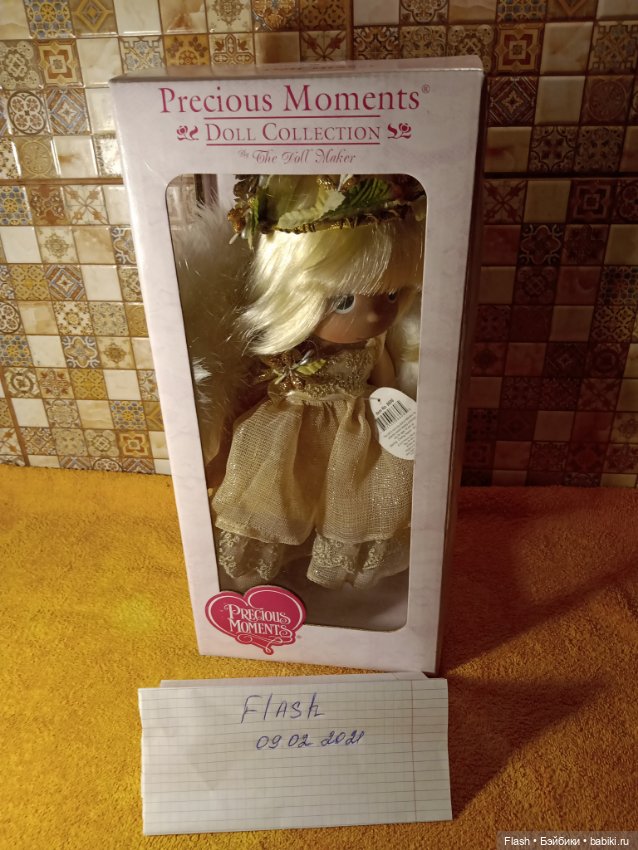 Precious Moments®
DOLL COLLECTION
By The Doll Maker
PRECIOUS
MOMENTS
Flash
09.02.2021
Flash • Бэйбики • babiki.ru